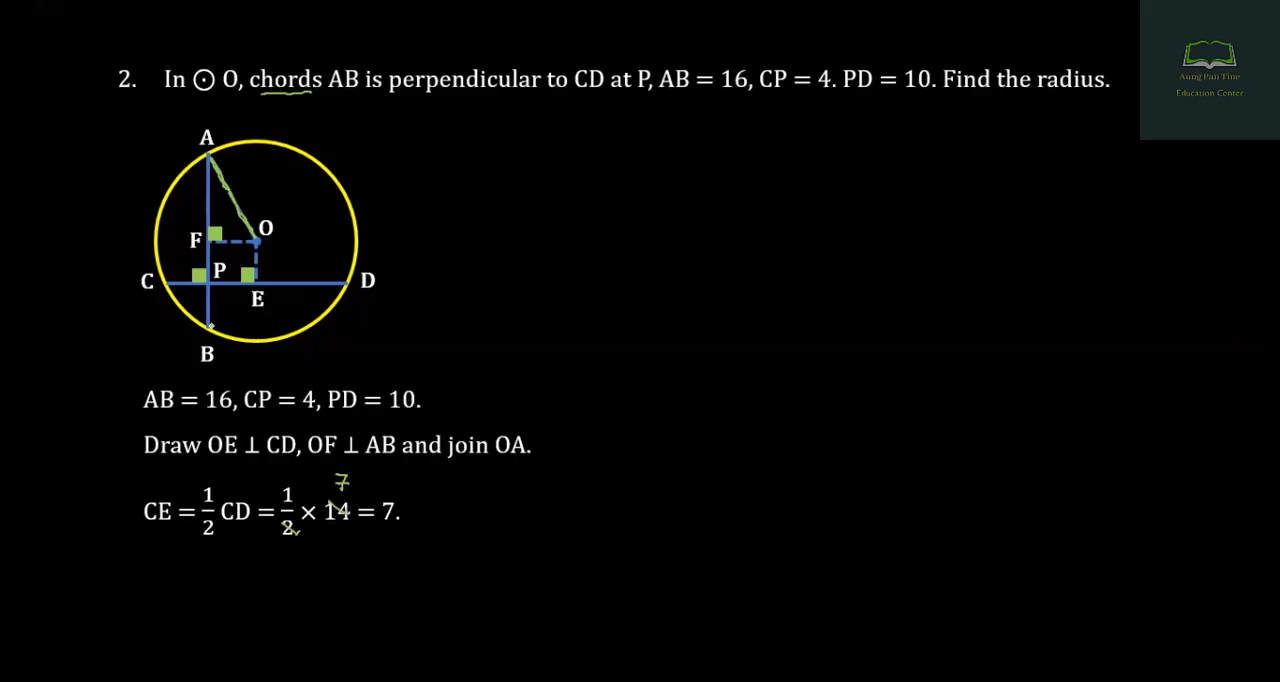 2. In ⊙ O, chords AB is perpendicular to CD at P, AB = 16, CP = 4. PD = 10. Find the radius.
Aung Pun Tine
Education Center
A
O
F
P
C
D
E
B
AB = 16, CP = 4, PD = 10.
Draw OE ⊥ CD, OF ⊥ AB and join OA.
7
CE = 1/2 CD = 1/2 × 14 = 7.